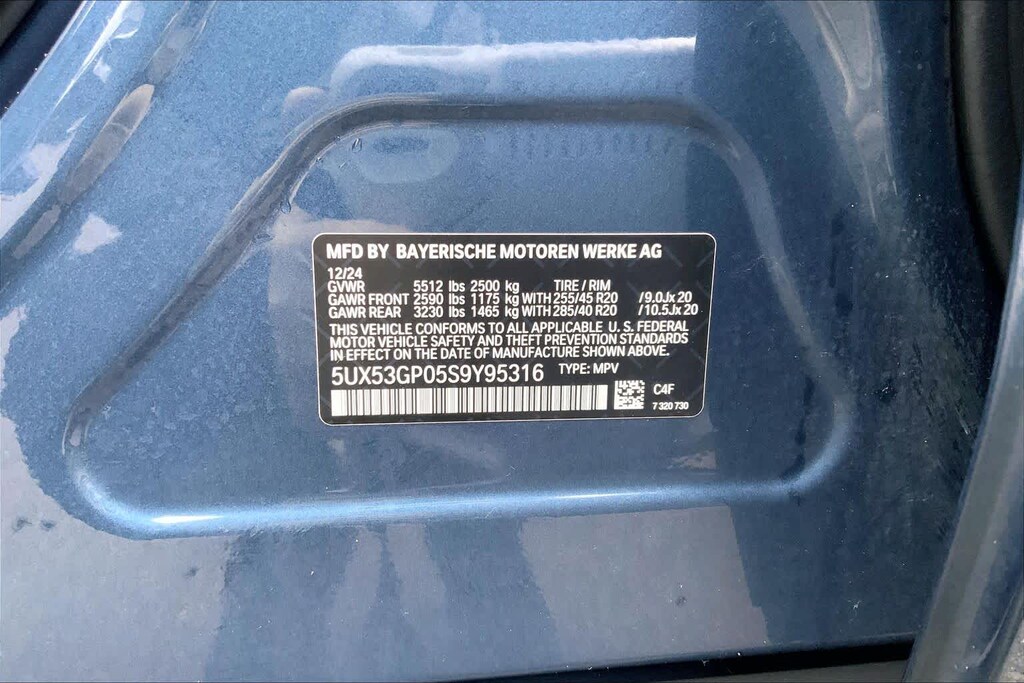 MFD BY BAYERISCHE MOTOREN WERKE AG
12/24
GVWR 5512 lbs 2500 kg TIRE / RIM
GAWR FRONT 2590 lbs 1175 kg WITH 255/45 R20 /9.0Jx20
GAWR REAR 3230 lbs 1465 kg WITH 285/40 R20 /10.5Jx20
THIS VEHICLE CONFORMS TO ALL APPLICABLE U. S. FEDERAL
MOTOR VEHICLE SAFETY AND THEFT PREVENTION STANDARDS
IN EFFECT ON THE DATE OF MANUFACTURE SHOWN ABOVE.
5UX53GP05S9Y95316 TYPE: MPV
C4F
7 320 730